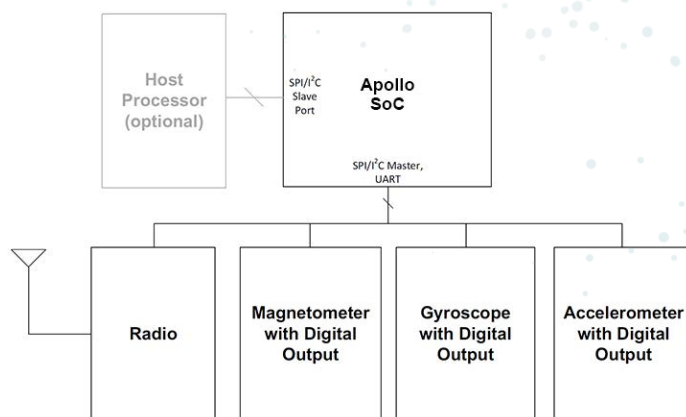 Host
Processor
(optional)
SPI/I²C
Slave
Port
Apollo
SoC
SPI/I²C Master,
UART
Radio
Magnetometer
with Digital
Output
Gyroscope
with Digital
Output
Accelerometer
with Digital
Output